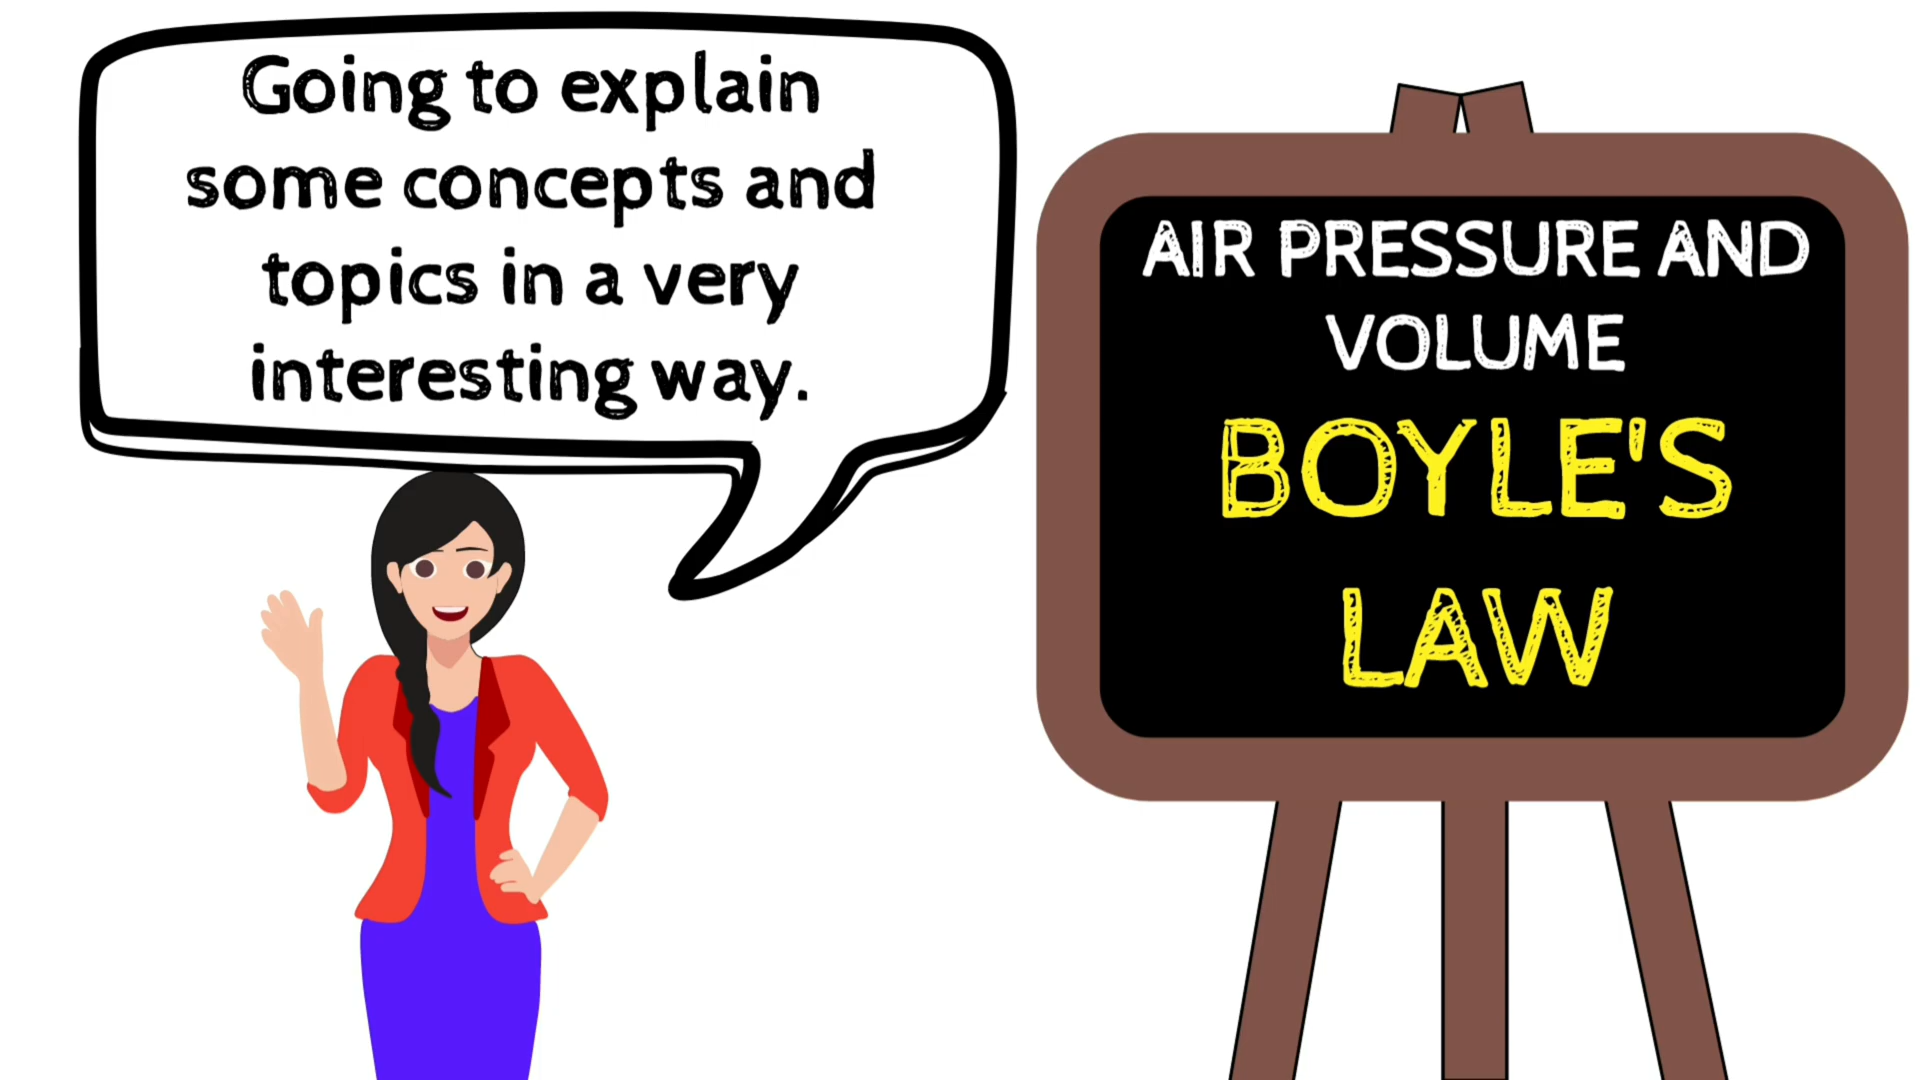 Going to explain
some concepts and
topics in a very
interesting way.
AIR PRESSURE AND
VOLUME
BOYLE'S
LAW